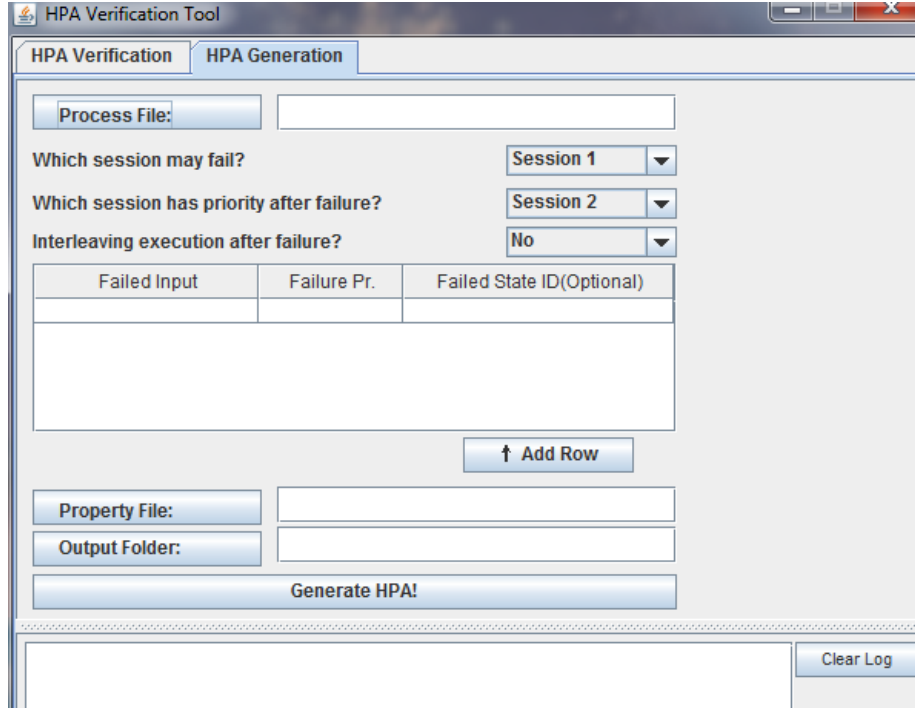 HPA Verification Tool
HPA Verification HPA Generation
Process File:
Which session may fail? Session 1
Which session has priority after failure? Session 2
Interleaving execution after failure? No
Failed Input Failure Pr. Failed State ID(Optional)
Add Row
Property File:
Output Folder:
Generate HPA!
Clear Log